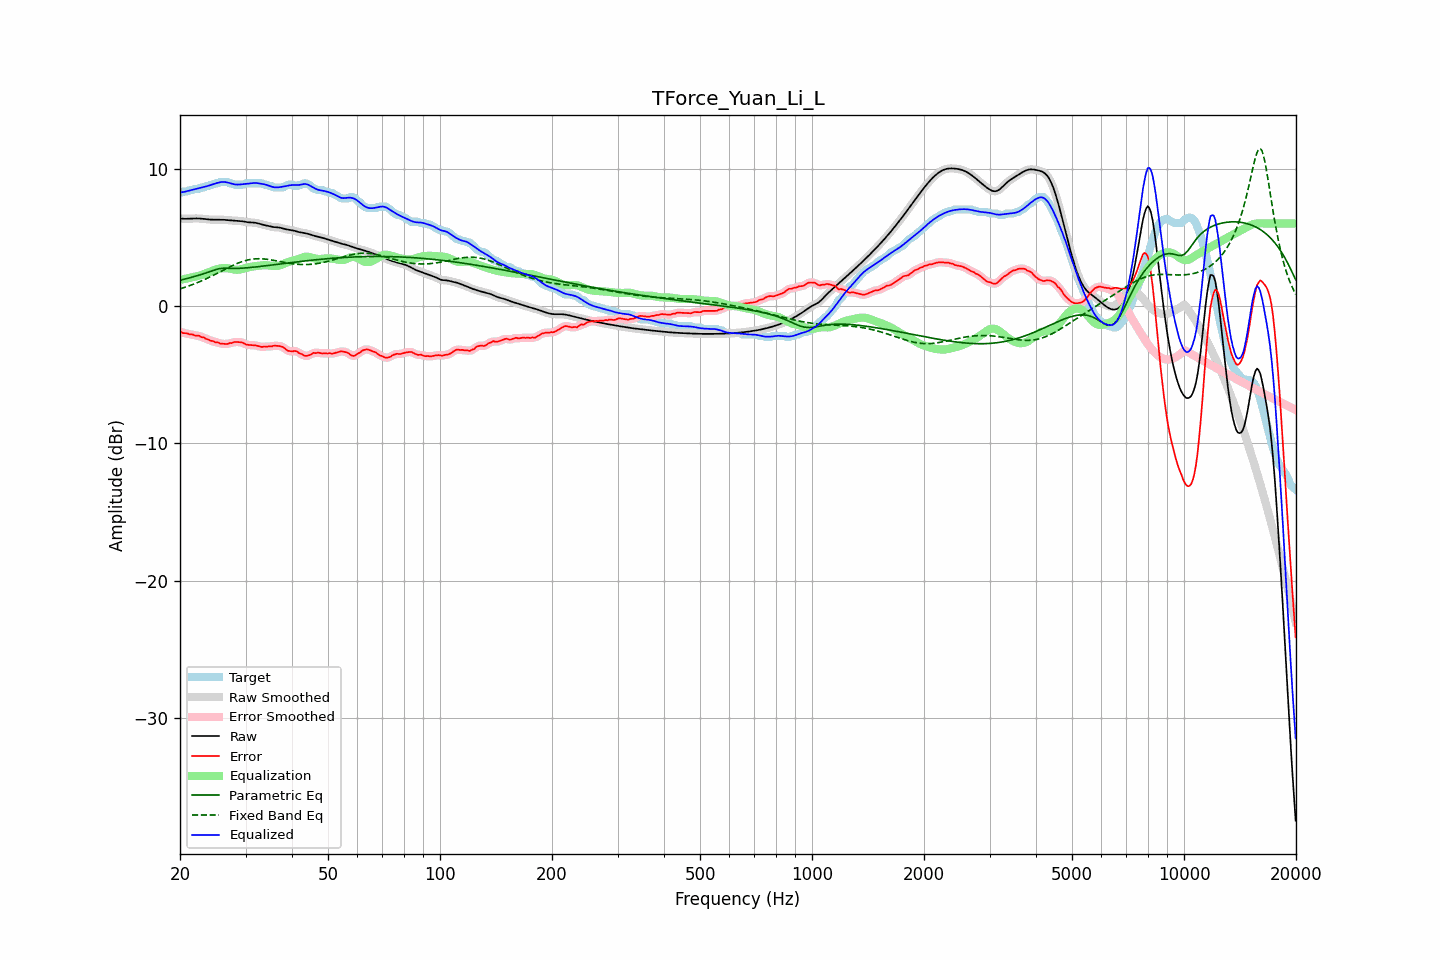 TForce_Yuan_Li_L
10
0
−10
−20
−30
Amplitude (dBr)
Target
Raw Smoothed
Error Smoothed
Raw
Error
Equalization
Parametric Eq
Fixed Band Eq
Equalized
20 50 100 200 500 1000 2000 5000 10000 20000
Frequency (Hz)